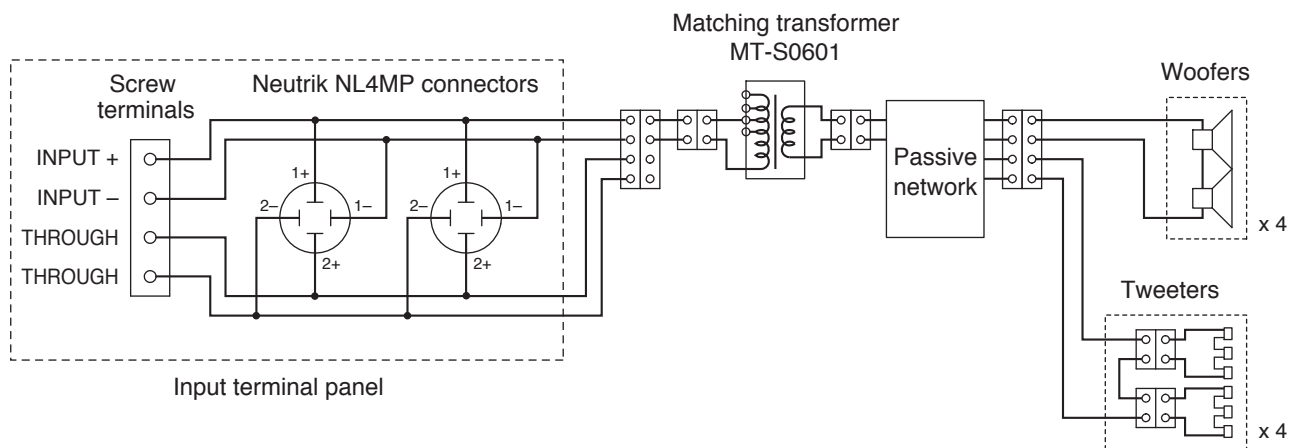 Matching transformer
MT-S0601
Screw
terminals
Neutrik NL4MP connectors
Woofers
INPUT +
INPUT –
THROUGH
THROUGH
1+
2–
1–
2+
1+
2–
1–
2+
Passive
network
x 4
Tweeters
x 4
Input terminal panel